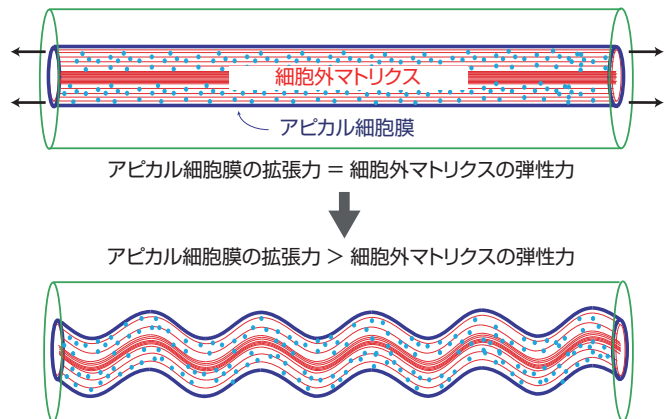 細胞外マトリクス
アピカル細胞膜
アピカル細胞膜の拡張力 = 細胞外マトリクスの弾性力
アピカル細胞膜の拡張力 > 細胞外マトリクスの弾性力